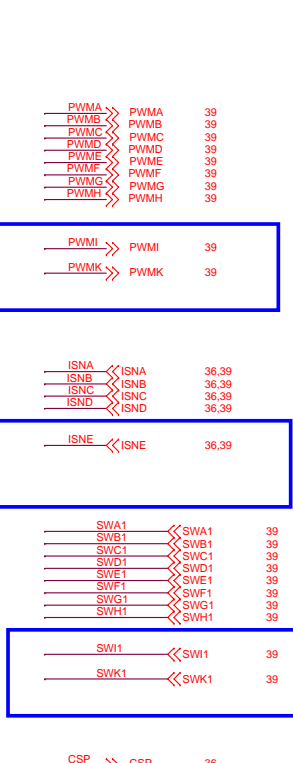 PWMA PWMA 39
PWMB PWMB 39
PWMC PWMC 39
PWMD PWMD 39
PWME PWME 39
PWMF PWMF 39
PWMG PWMG 39
PWMH PWMH 39
PWMI PWMI 39
PWMK PWMK 39
ISNA ISNA 36,39
ISNB ISNB 36,39
ISNC ISNC 36,39
ISND ISND 36,39
ISNE ISNE 36,39
SWA1 SWA1 39
SWB1 SWB1 39
SWC1 SWC1 39
SWD1 SWD1 39
SWE1 SWE1 39
SWF1 SWF1 39
SWG1 SWG1 39
SWH1 SWH1 39
SWI1 SWI1 39
SWK1 SWK1 39
CSP CSP 36